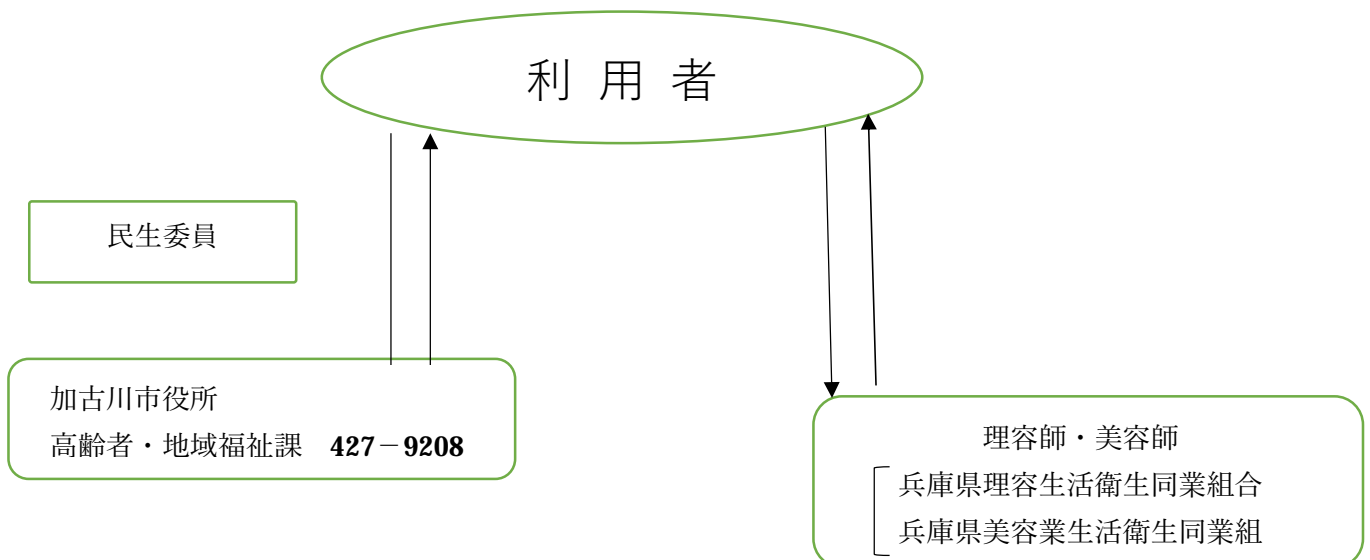 利用者
民生委員
加古川市役所
高齢者・地域福祉課 427－9208
理容師・美容師
兵庫県理容生活衛生同業組合
兵庫県美容業生活衛生同業組